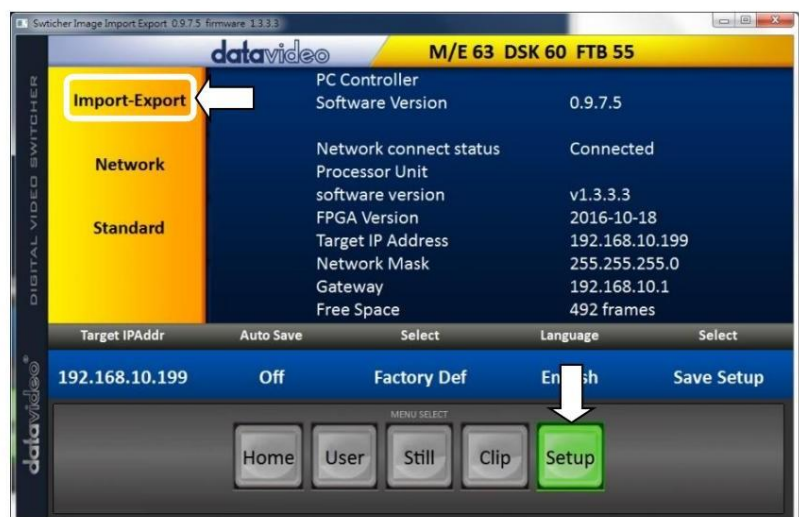 Swticher Image Import Export 0.9.7.5 firmware 1.3.3.3
datavideo
M/E 63 DSK 60 FTB 55
DIGITAL VIDEO SWITCHER
Import-Export
Network
Standard
PC Controller
Software Version 0.9.7.5
Network connect status Connected
Processor Unit
software version v1.3.3.3
FPGA Version 2016-10-18
Target IP Address 192.168.10.199
Network Mask 255.255.255.0
Gateway 192.168.10.1
Free Space 492 frames
Target IPAddr Auto Save Select Language Select
192.168.10.199 Off Factory Def English Save Setup
datavideo®
MENU SELECT
Home User Still Clip Setup